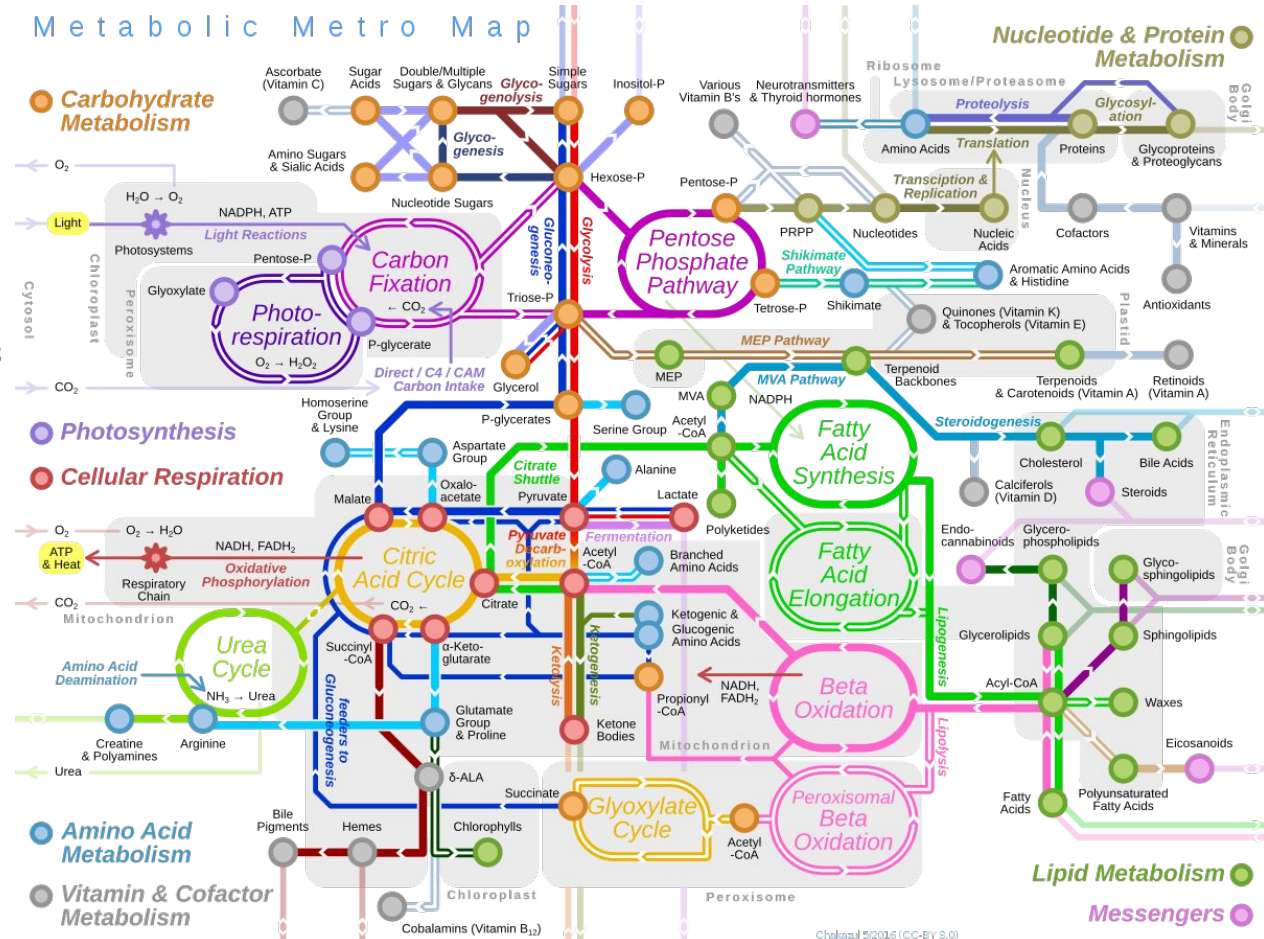 Metabolic Metro Map
Nucleotide & Protein
Metabolism
Carbohydrate
Metabolism
Ascorbate
(Vitamin C)
Sugar
Acids
Double/Multiple
Sugars & Glycans
Glyco-
genolysis
Simple
Sugars
Inositol-P
Various
Vitamin B's
Neurotransmitters
& Thyroid hormones
Ribosome
Lysosome/Proteasome
Proteolysis
Glycosyl-
ation
Golgi
Body
Amino Acids
Translation
Proteins
Glycoproteins
& Proteoglycans
Glyco-
genesis
Amino Sugars
& Sialic Acids
Nucleotide Sugars
Hexose-P
Pentose-P
Transciption &
Replication
Nucleus
PRPP
Nucleotides
Nucleic
Acids
Cofactors
Vitamins
& Minerals
Antioxidants
O₂
H₂O → O₂
Light
NADPH, ATP
Light Reactions
Photosystems
Pentose-P
Carbon
Fixation
← CO₂
Glyoxylate
Photo-
respiration
O₂ → H₂O₂
P-glycerate
Chloroplast
Peroxisome
Cytosol
CO₂
Direct / C4 / CAM
Carbon Intake
Gluconeo-
genesis
Glycolysis
Pentose
Phosphate
Pathway
Shikimate
Pathway
Tetrose-P
Shikimate
Aromatic Amino Acids
& Histidine
Quinones (Vitamin K)
& Tocopherols (Vitamin E)
Plastid
Triose-P
Glycerol
MEP Pathway
MEP
MVA Pathway
Terpenoid
Backbones
Terpenoids
& Carotenoids (Vitamin A)
Retinoids
(Vitamin A)
Photosynthesis
Cellular Respiration
Homoserine
Group
& Lysine
P-glycerates
Serine Group
MVA
NADPH
Acetyl
-CoA
Aspartate
Group
Citrate
Shuttle
Alanine
Polyketides
Fatty
Acid
Synthesis
Steroidogenesis
Cholesterol
Bile Acids
Calciferols
(Vitamin D)
Steroids
Endoplasmic
Reticulum
Malate
Oxalo-
acetate
Pyruvate
Lactate
Fermentation
Pyruvate
Decarb-
oxylation
Acetyl
-CoA
Branched
Amino Acids
O₂
O₂ → H₂O
ATP
& Heat
NADH, FADH₂
Oxidative
Phosphorylation
Respiratory
Chain
CO₂
Mitochondrion
Citric
Acid Cycle
CO₂ ←
Citrate
Fatty
Acid
Elongation
Lipogenesis
Endo-
cannabinoids
Glycero-
phospholipids
Glyco-
sphingolipids
Golgi
Body
Glycerolipids
Sphingolipids
Urea
Cycle
Amino Acid
Deamination
NH₃ → Urea
Succinyl
-CoA
α-Keto-
glutarate
Ketolysis
Ketogenesis
Ketogenic &
Glucogenic
Amino Acids
Propionyl
-CoA
NADH,
FADH₂
Beta
Oxidation
Lipolysis
Acyl-CoA
Waxes
Creatine
& Polyamines
Arginine
feeders to
Gluconeogenesis
Glutamate
Group
& Proline
Ketone
Bodies
Mitochondrion
Eicosanoids
Polyunsaturated
Fatty Acids
Fatty
Acids
Urea
δ-ALA
Succinate
Glyoxylate
Cycle
Acetyl
-CoA
Peroxisomal
Beta
Oxidation
Peroxisome
Amino Acid
Metabolism
Vitamin & Cofactor
Metabolism
Bile
Pigments
Hemes
Chlorophylls
Chloroplast
Cobalamins (Vitamin B₁₂)
Lipid Metabolism
Messengers
Chakazul 5/2016 (CC-BY 3.0)